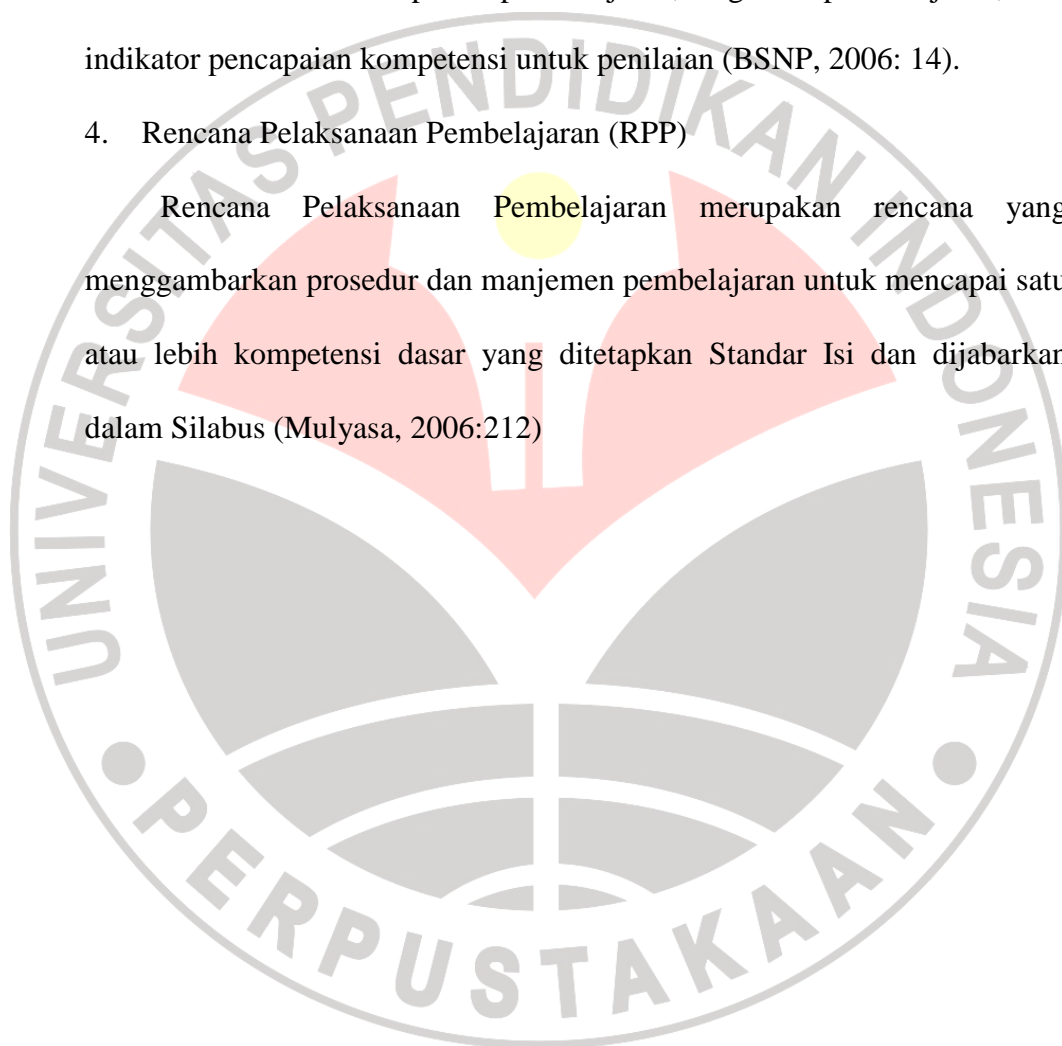 indikator pencapaian kompetensi untuk penilaian (BSNP, 2006: 14).
4. Rencana Pelaksanaan Pembelajaran (RPP)
Rencana Pelaksanaan Pembelajaran merupakan rencana yang
menggambarkan prosedur dan manjemen pembelajaran untuk mencapai satu
atau lebih kompetensi dasar yang ditetapkan Standar Isi dan dijabarkan
dalam Silabus (Mulyasa, 2006:212)
UNIVERSITAS PENDIDIKAN INDONESIA
PERPUSTAKAAN